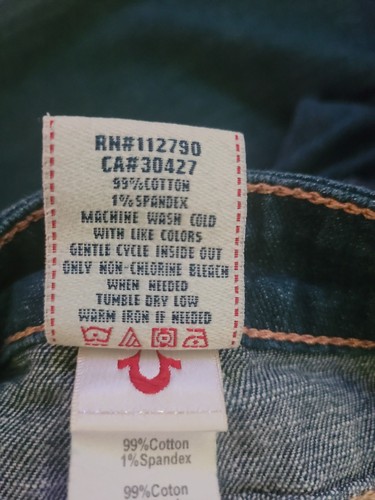 RN#112790
CA#30427
99%COTTON
1%SPANDEX
MACHINE WASH COLD
WITH LIKE COLORS
GENTLE CYCLE INSIDE OUT
ONLY NON-CHLORINE BLEACH
WHEN NEEDED
TUMBLE DRY LOW
WARM IRON IF NEEDED
99%Cotton
1%Spandex
99%Coton